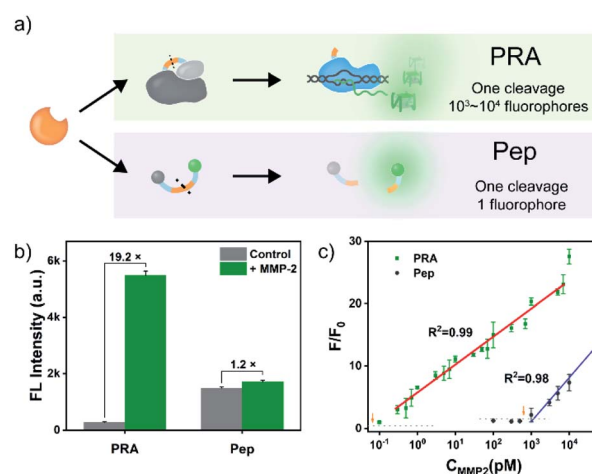 a)
PRA
One cleavage
10³~10⁴ fluorophores
Pep
One cleavage
1 fluorophore
b)
FL Intensity (a.u.)
6k
4k
2k
0
19.2 ×
1.2 ×
Control
+ MMP-2
PRA
Pep
c)
F/F₀
30
20
10
0
PRA
Pep
R²=0.99
R²=0.98
10⁻¹ 10⁰ 10¹ 10² 10³ 10⁴
C_MMP2(pM)